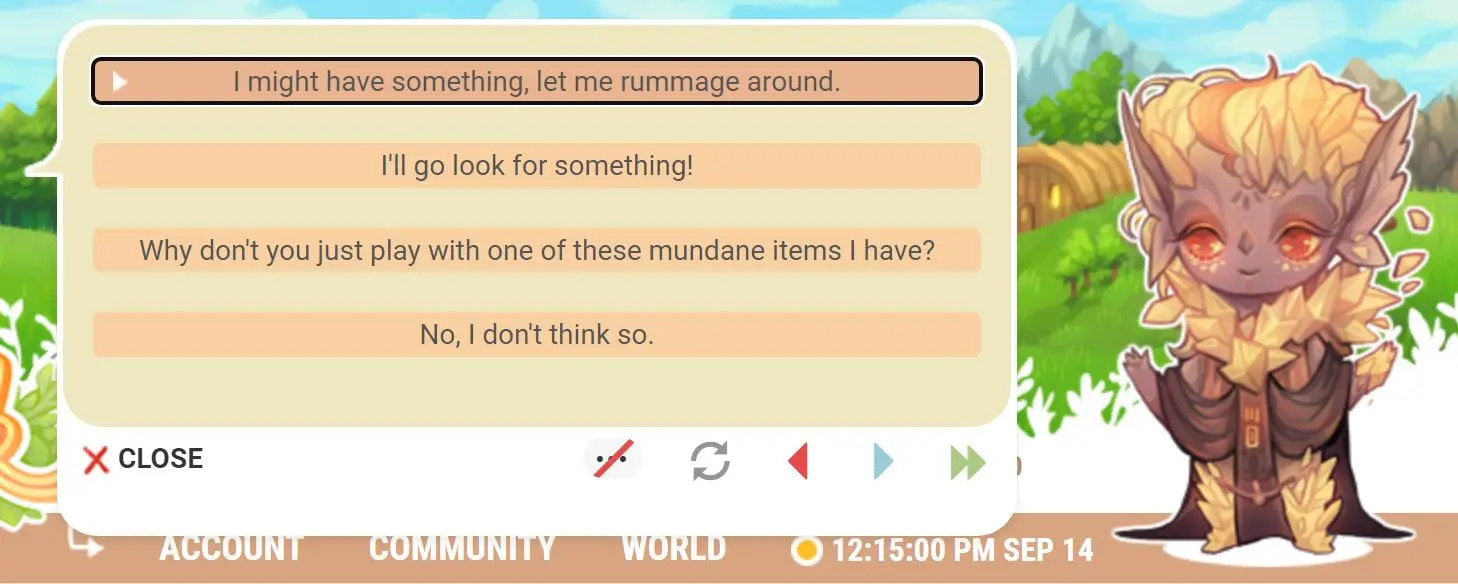 I might have something, let me rummage around.
I'll go look for something!
Why don't you just play with one of these mundane items I have?
No, I don't think so.
CLOSE
ACCOUNT COMMUNITY WORLD 12:15:00 PM SEP 14